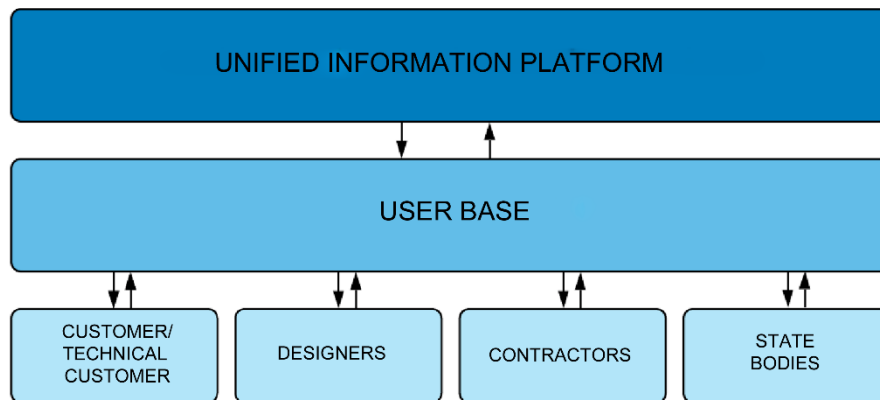 UNIFIED INFORMATION PLATFORM
USER BASE
CUSTOMER/
TECHNICAL
CUSTOMER
DESIGNERS
CONTRACTORS
STATE
BODIES